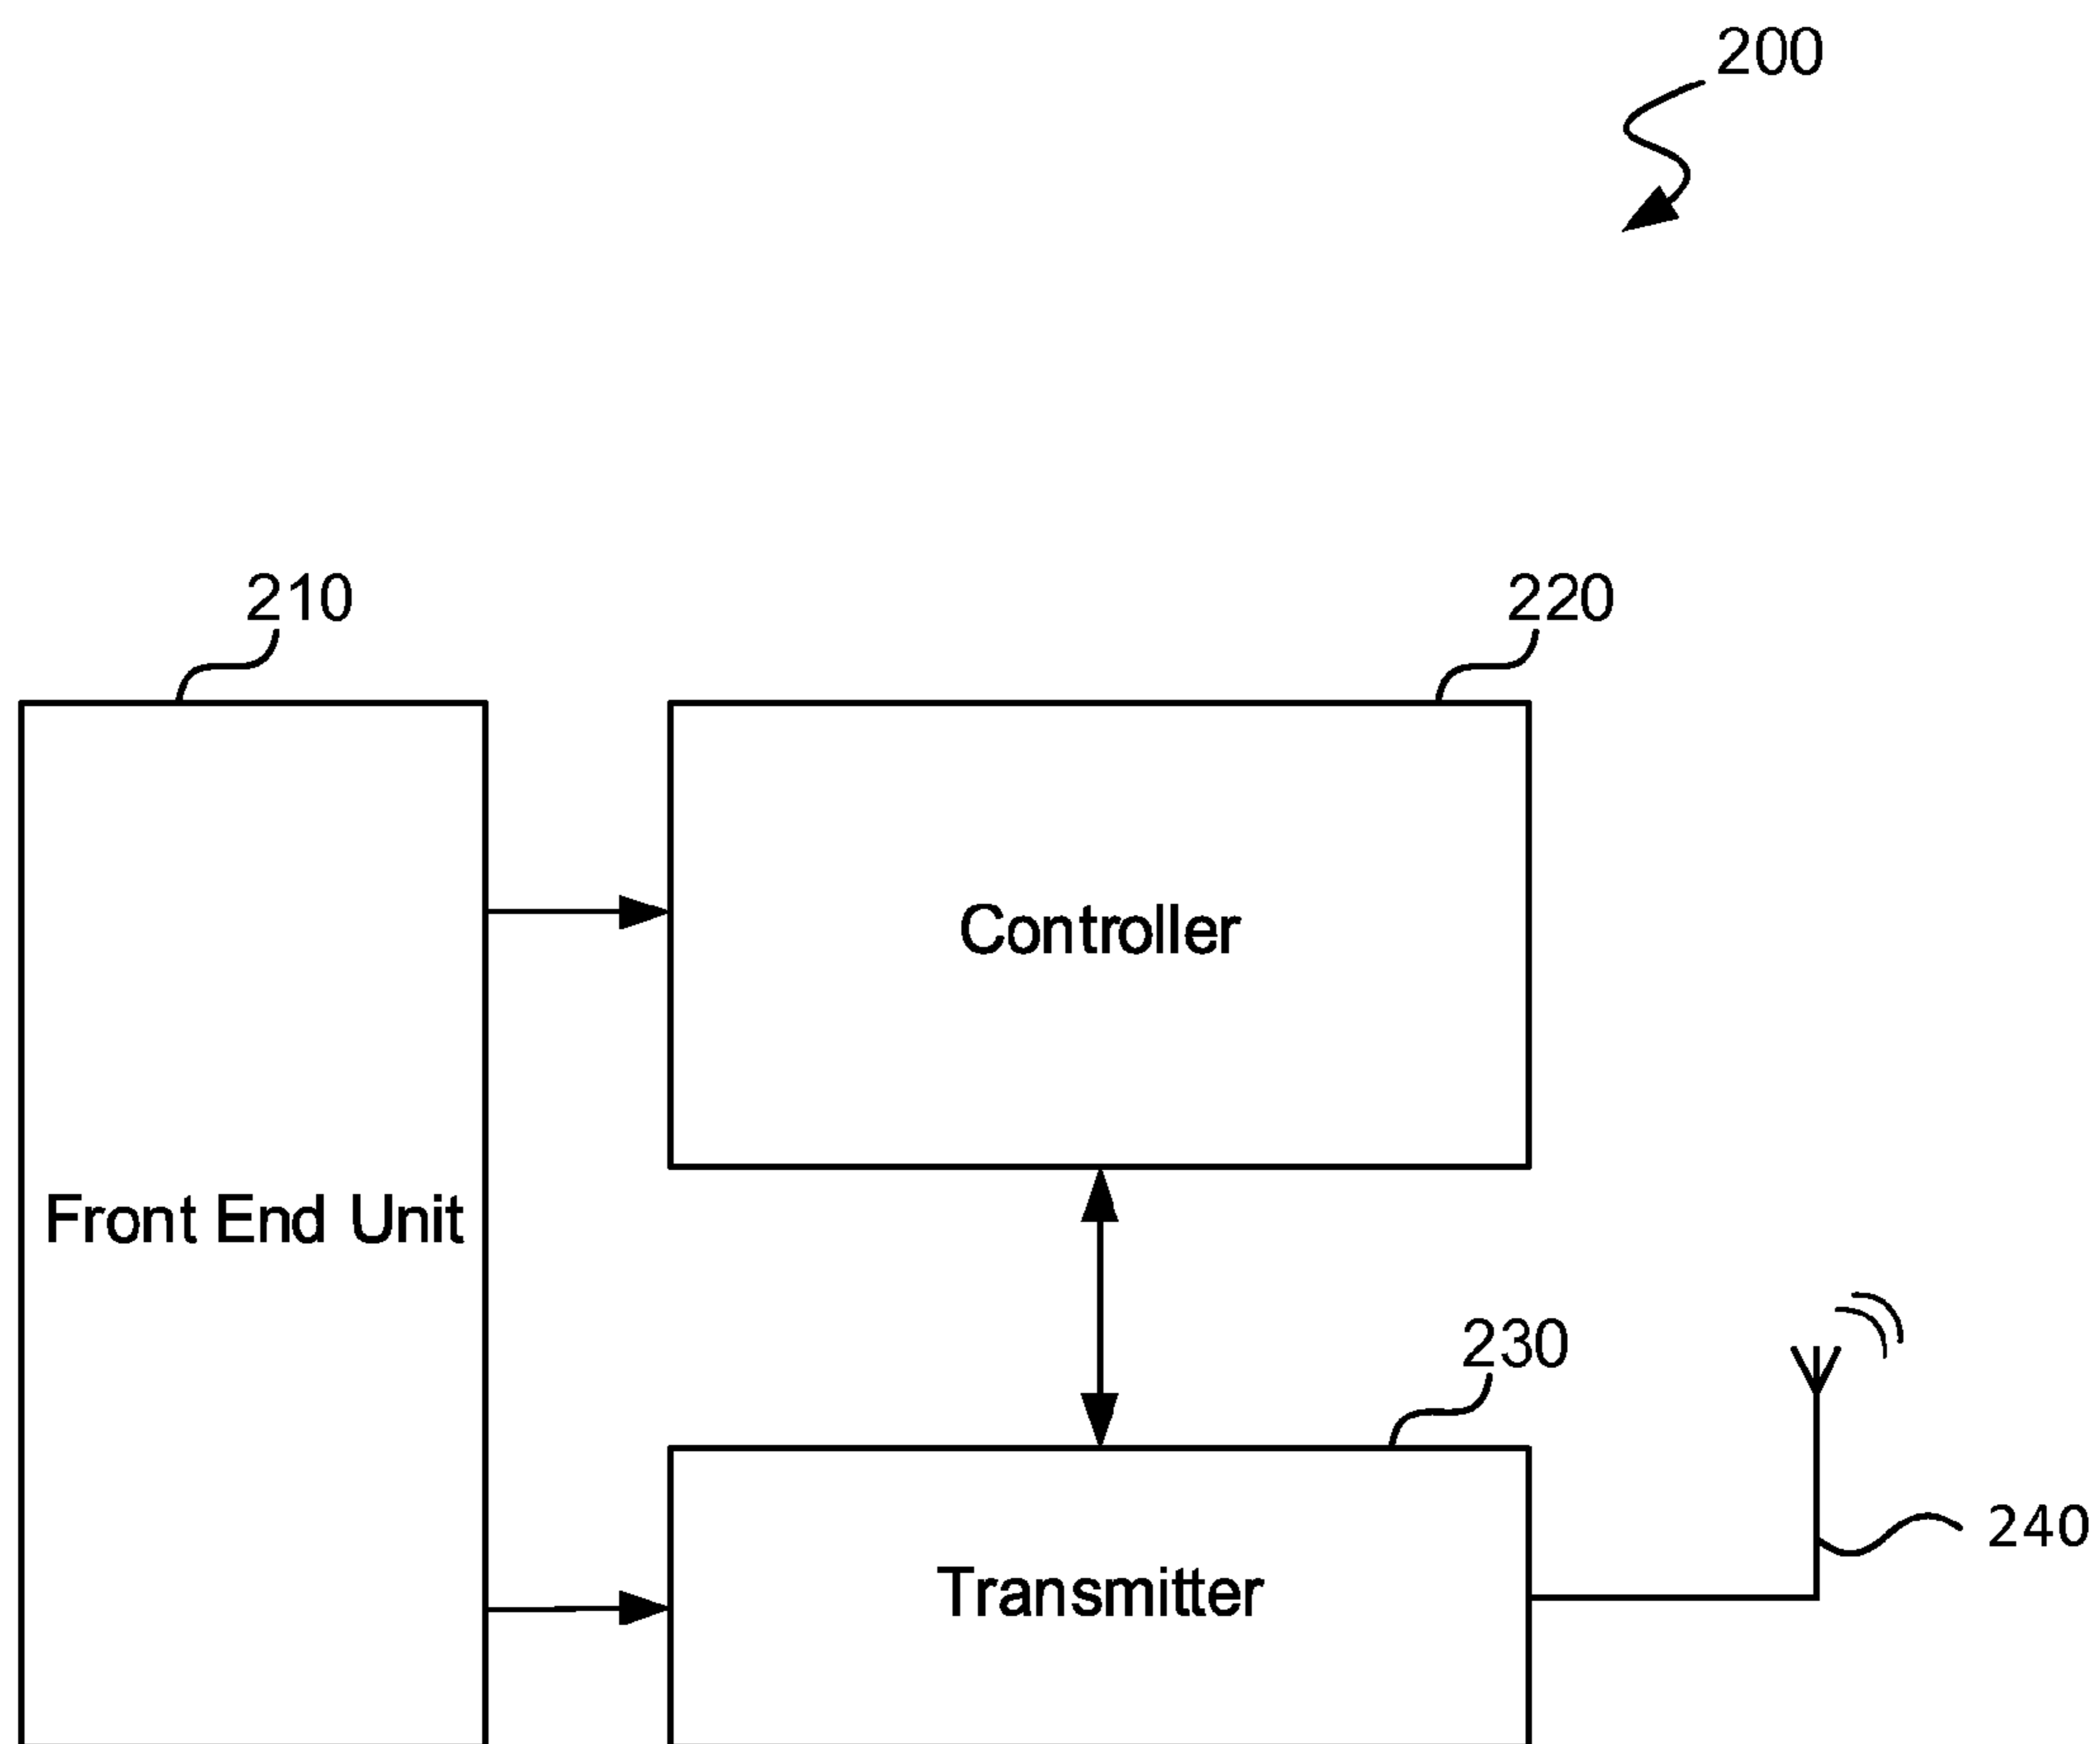 200
210
220
Controller
Front End Unit
230
240
Transmitter